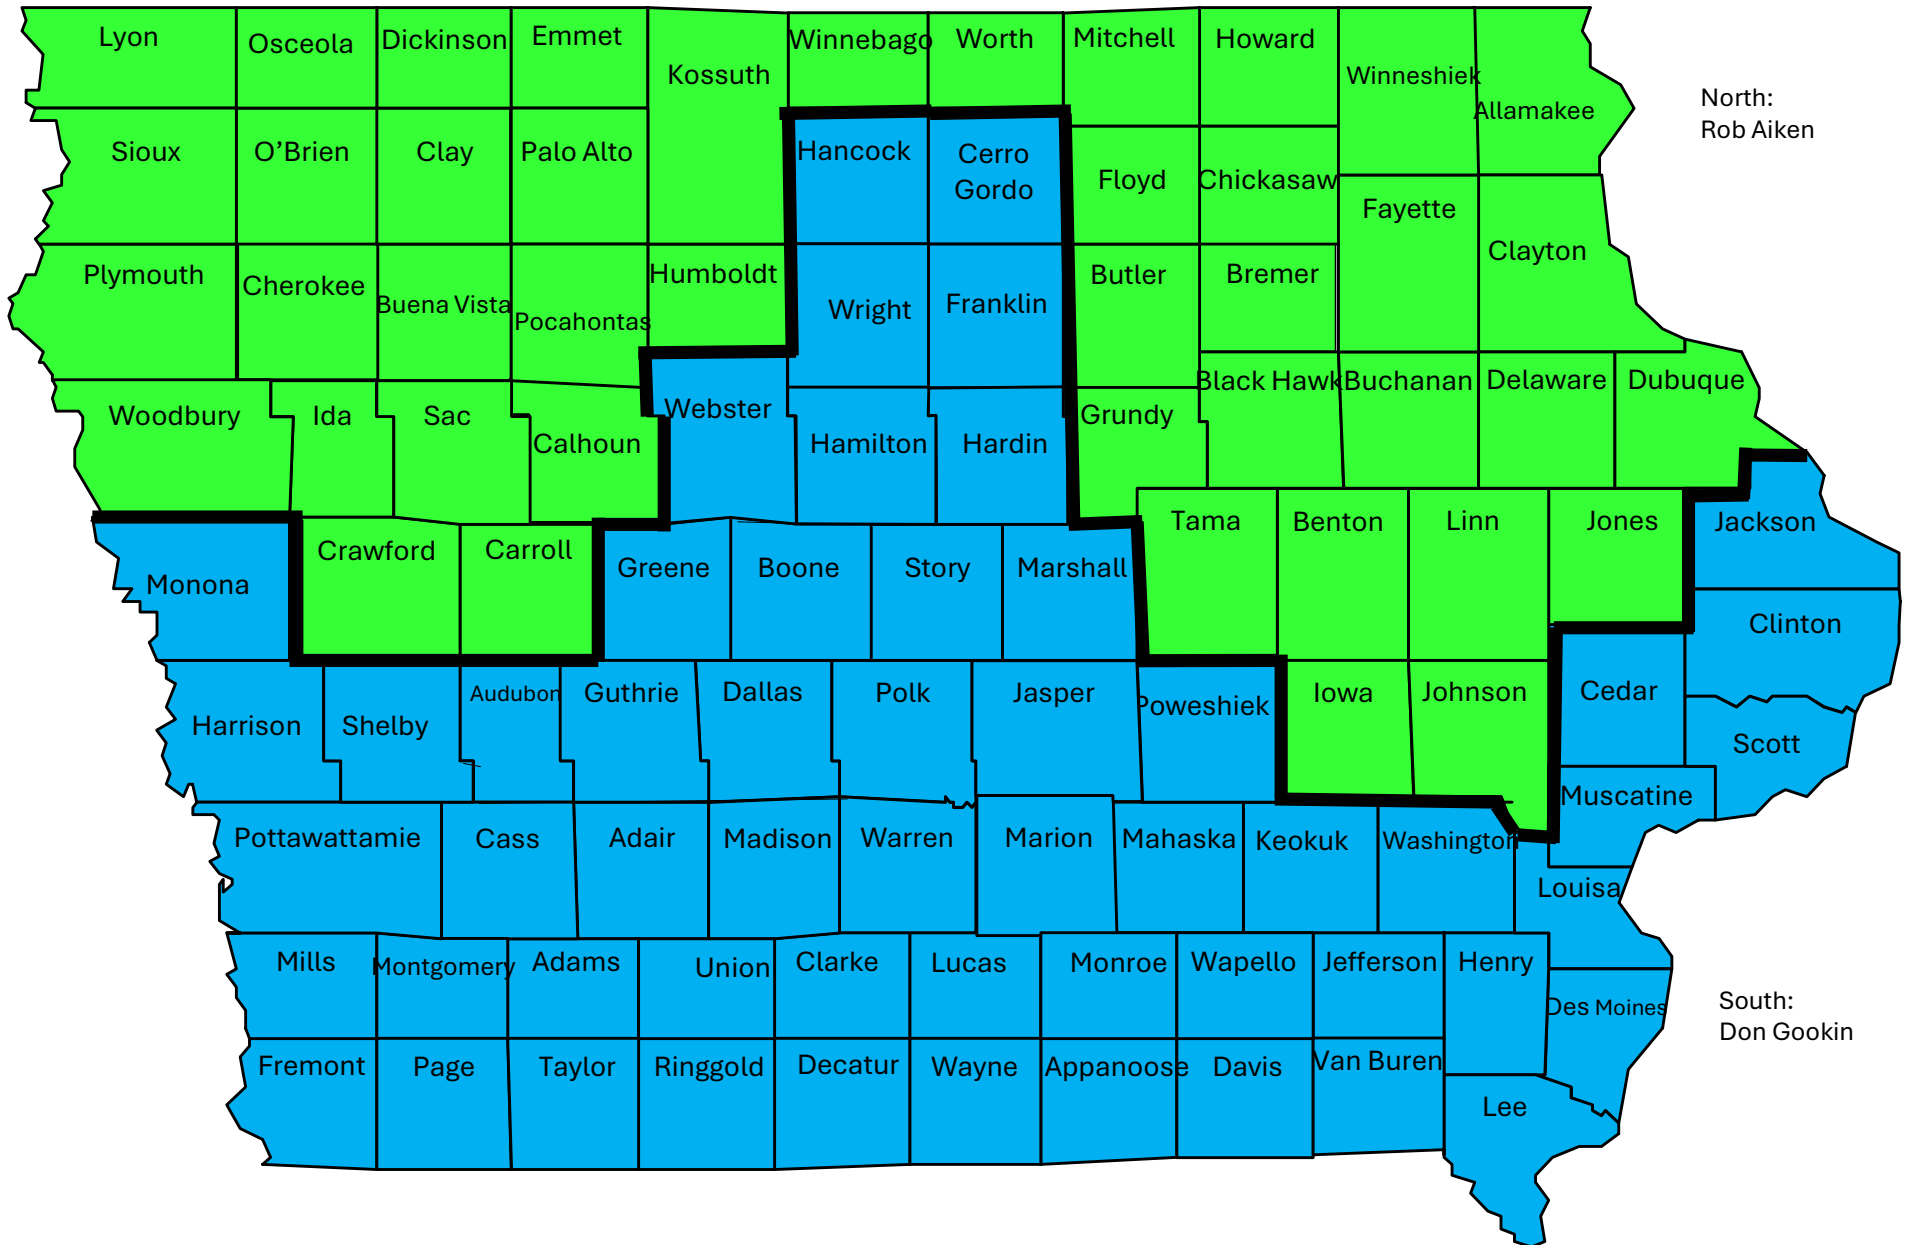 Lyon
Osceola
Dickinson
Emmet
Kossuth
Winnebago
Worth
Mitchell
Howard
Winneshiek
Allamakee
North:
Rob Aiken
Sioux
O’Brien
Clay
Palo Alto
Hancock
Cerro
Gordo
Floyd
Chickasaw
Fayette
Clayton
Plymouth
Cherokee
Buena Vista
Pocahontas
Humboldt
Wright
Franklin
Butler
Bremer
Woodbury
Ida
Sac
Calhoun
Webster
Hamilton
Hardin
Grundy
Black Hawk
Buchanan
Delaware
Dubuque
Monona
Crawford
Carroll
Greene
Boone
Story
Marshall
Tama
Benton
Linn
Jones
Jackson
Clinton
Harrison
Shelby
Audubon
Guthrie
Dallas
Polk
Jasper
Poweshiek
Iowa
Johnson
Cedar
Scott
Muscatine
Pottawattamie
Cass
Adair
Madison
Warren
Marion
Mahaska
Keokuk
Washington
Louisa
Mills
Montgomery
Adams
Union
Clarke
Lucas
Monroe
Wapello
Jefferson
Henry
Des Moines
South:
Don Gookin
Fremont
Page
Taylor
Ringgold
Decatur
Wayne
Appanoose
Davis
Van Buren
Lee